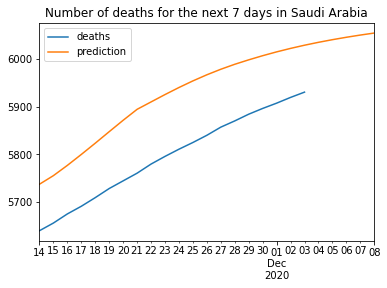 Number of deaths for the next 7 days in Saudi Arabia
deaths
prediction
6000
5900
5800
5700
14 15 16 17 18 19 20 21 22 23 24 25 26 27 28 29 30 01 02 03 04 05 06 07 08
Dec
2020